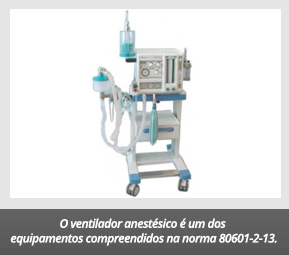 O ventilador anestésico é um dos
equipamentos compreendidos na norma 80601-2-13.